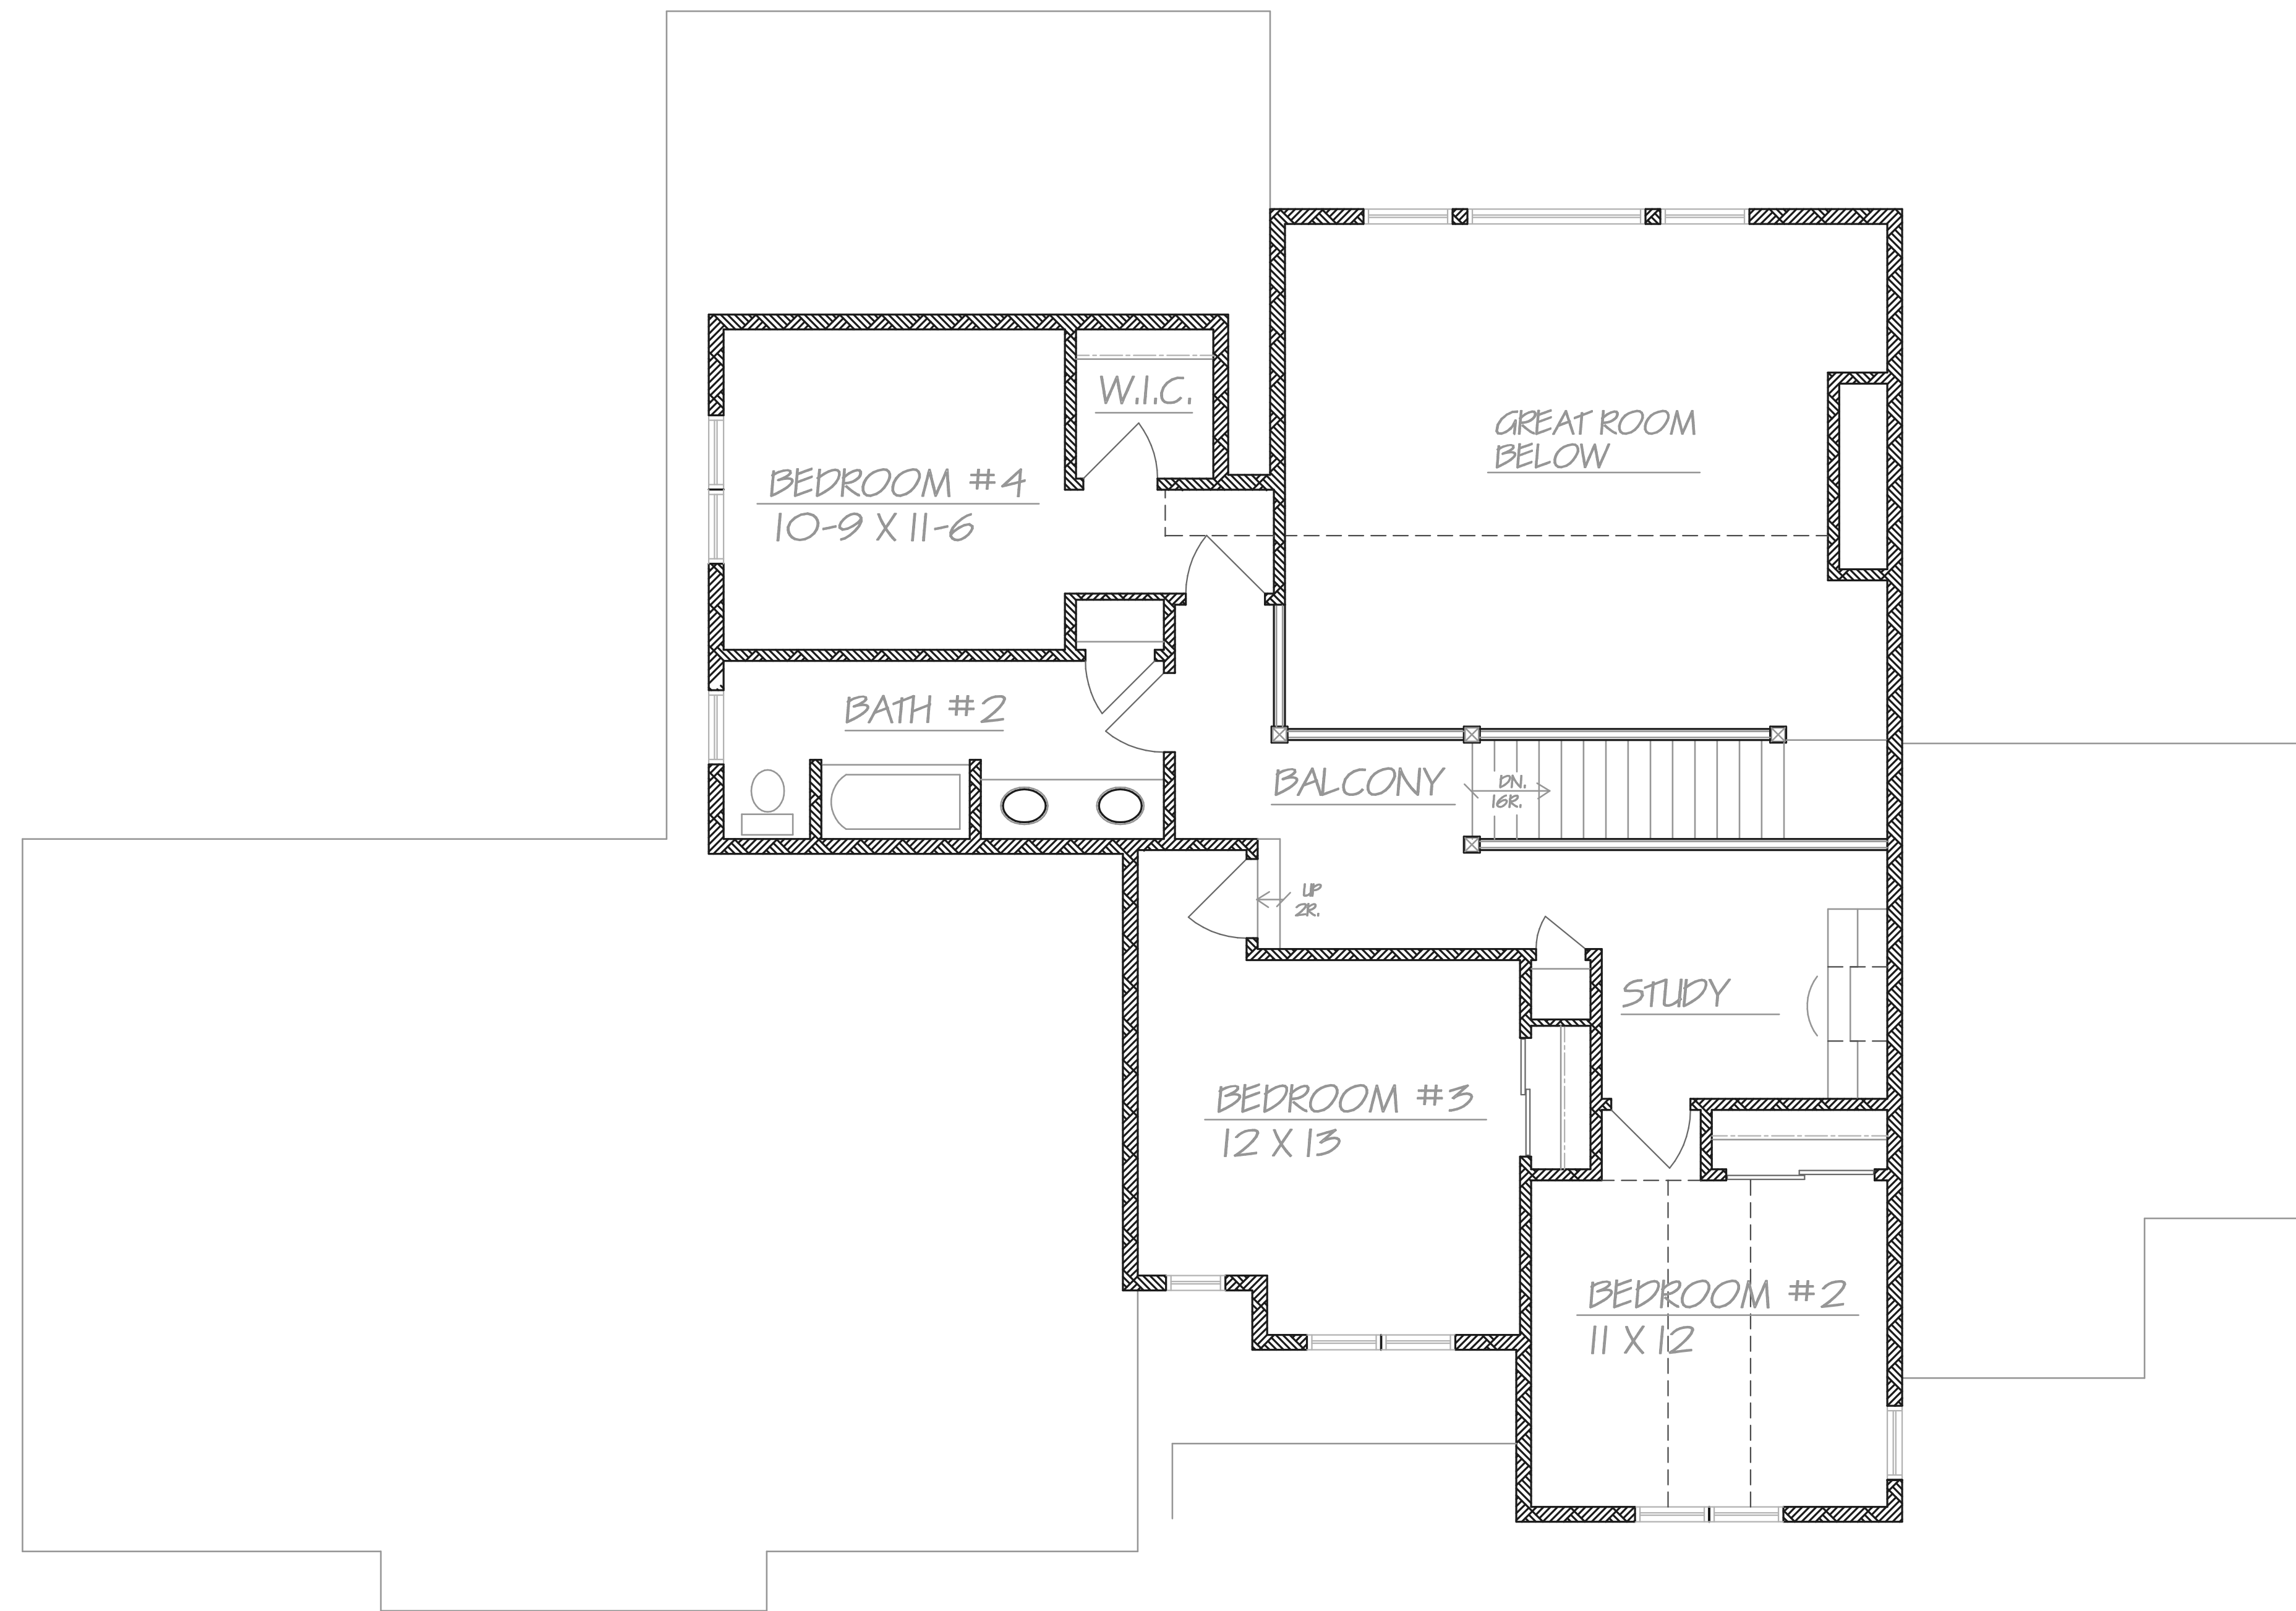 W.I.C.
GREAT ROOM
BELOW
BEDROOM #4
10-9 X 11-6
BATH #2
BALCONY
DN.
16R.
UP
2R.
STUDY
BEDROOM #3
12 X 13
BEDROOM #2
11 X 12